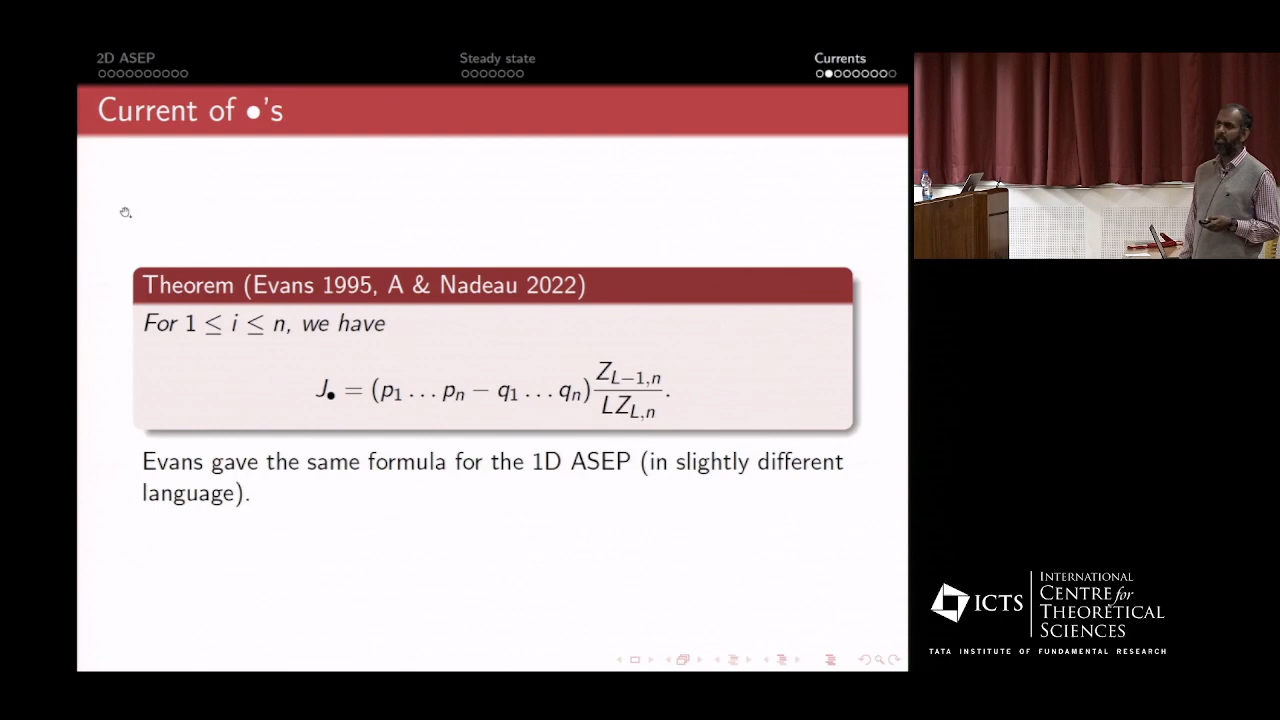 2D ASEP
Steady state
Currents
Current of •'s
Theorem (Evans 1995, A & Nadeau 2022)
For 1 ≤ i ≤ n, we have
J• = (p1 … pn − q1 … qn) ZL−1,n / LZL,n.
Evans gave the same formula for the 1D ASEP (in slightly different
language).
ICTS
INTERNATIONAL
CENTRE for
THEORETICAL
SCIENCES
TATA INSTITUTE OF FUNDAMENTAL RESEARCH